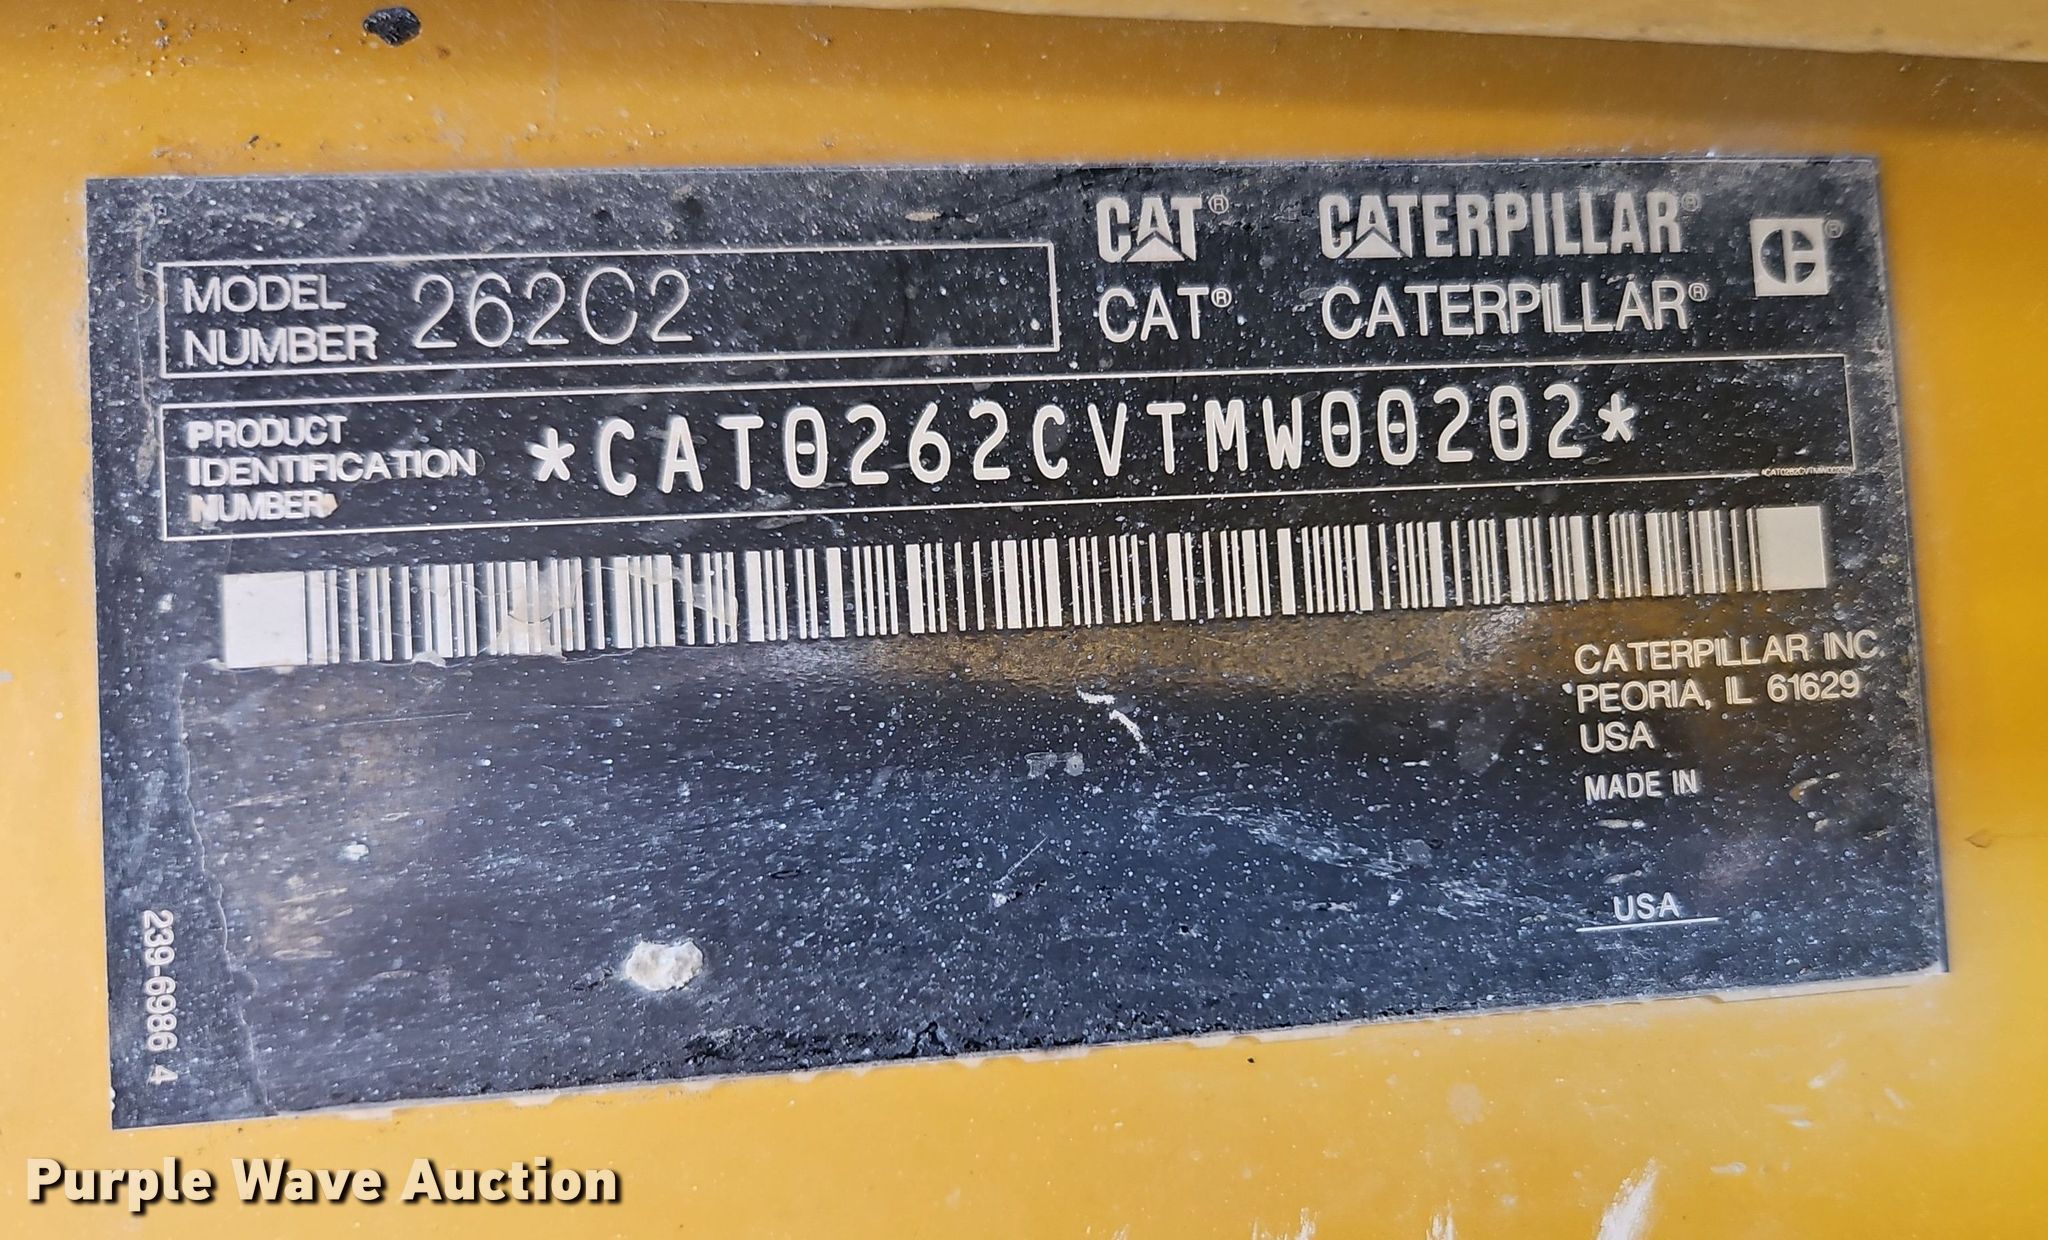 CAT® CATERPILLAR®
CAT® CATERPILLAR®
MODEL
NUMBER 262C2
PRODUCT
IDENTIFICATION
NUMBER
*CAT0262CVTMW00202*
*CAT0262CVTMW00202*
CATERPILLAR INC.
PEORIA, IL 61629
USA
MADE IN
USA
239-6986 4
Purple Wave Auction